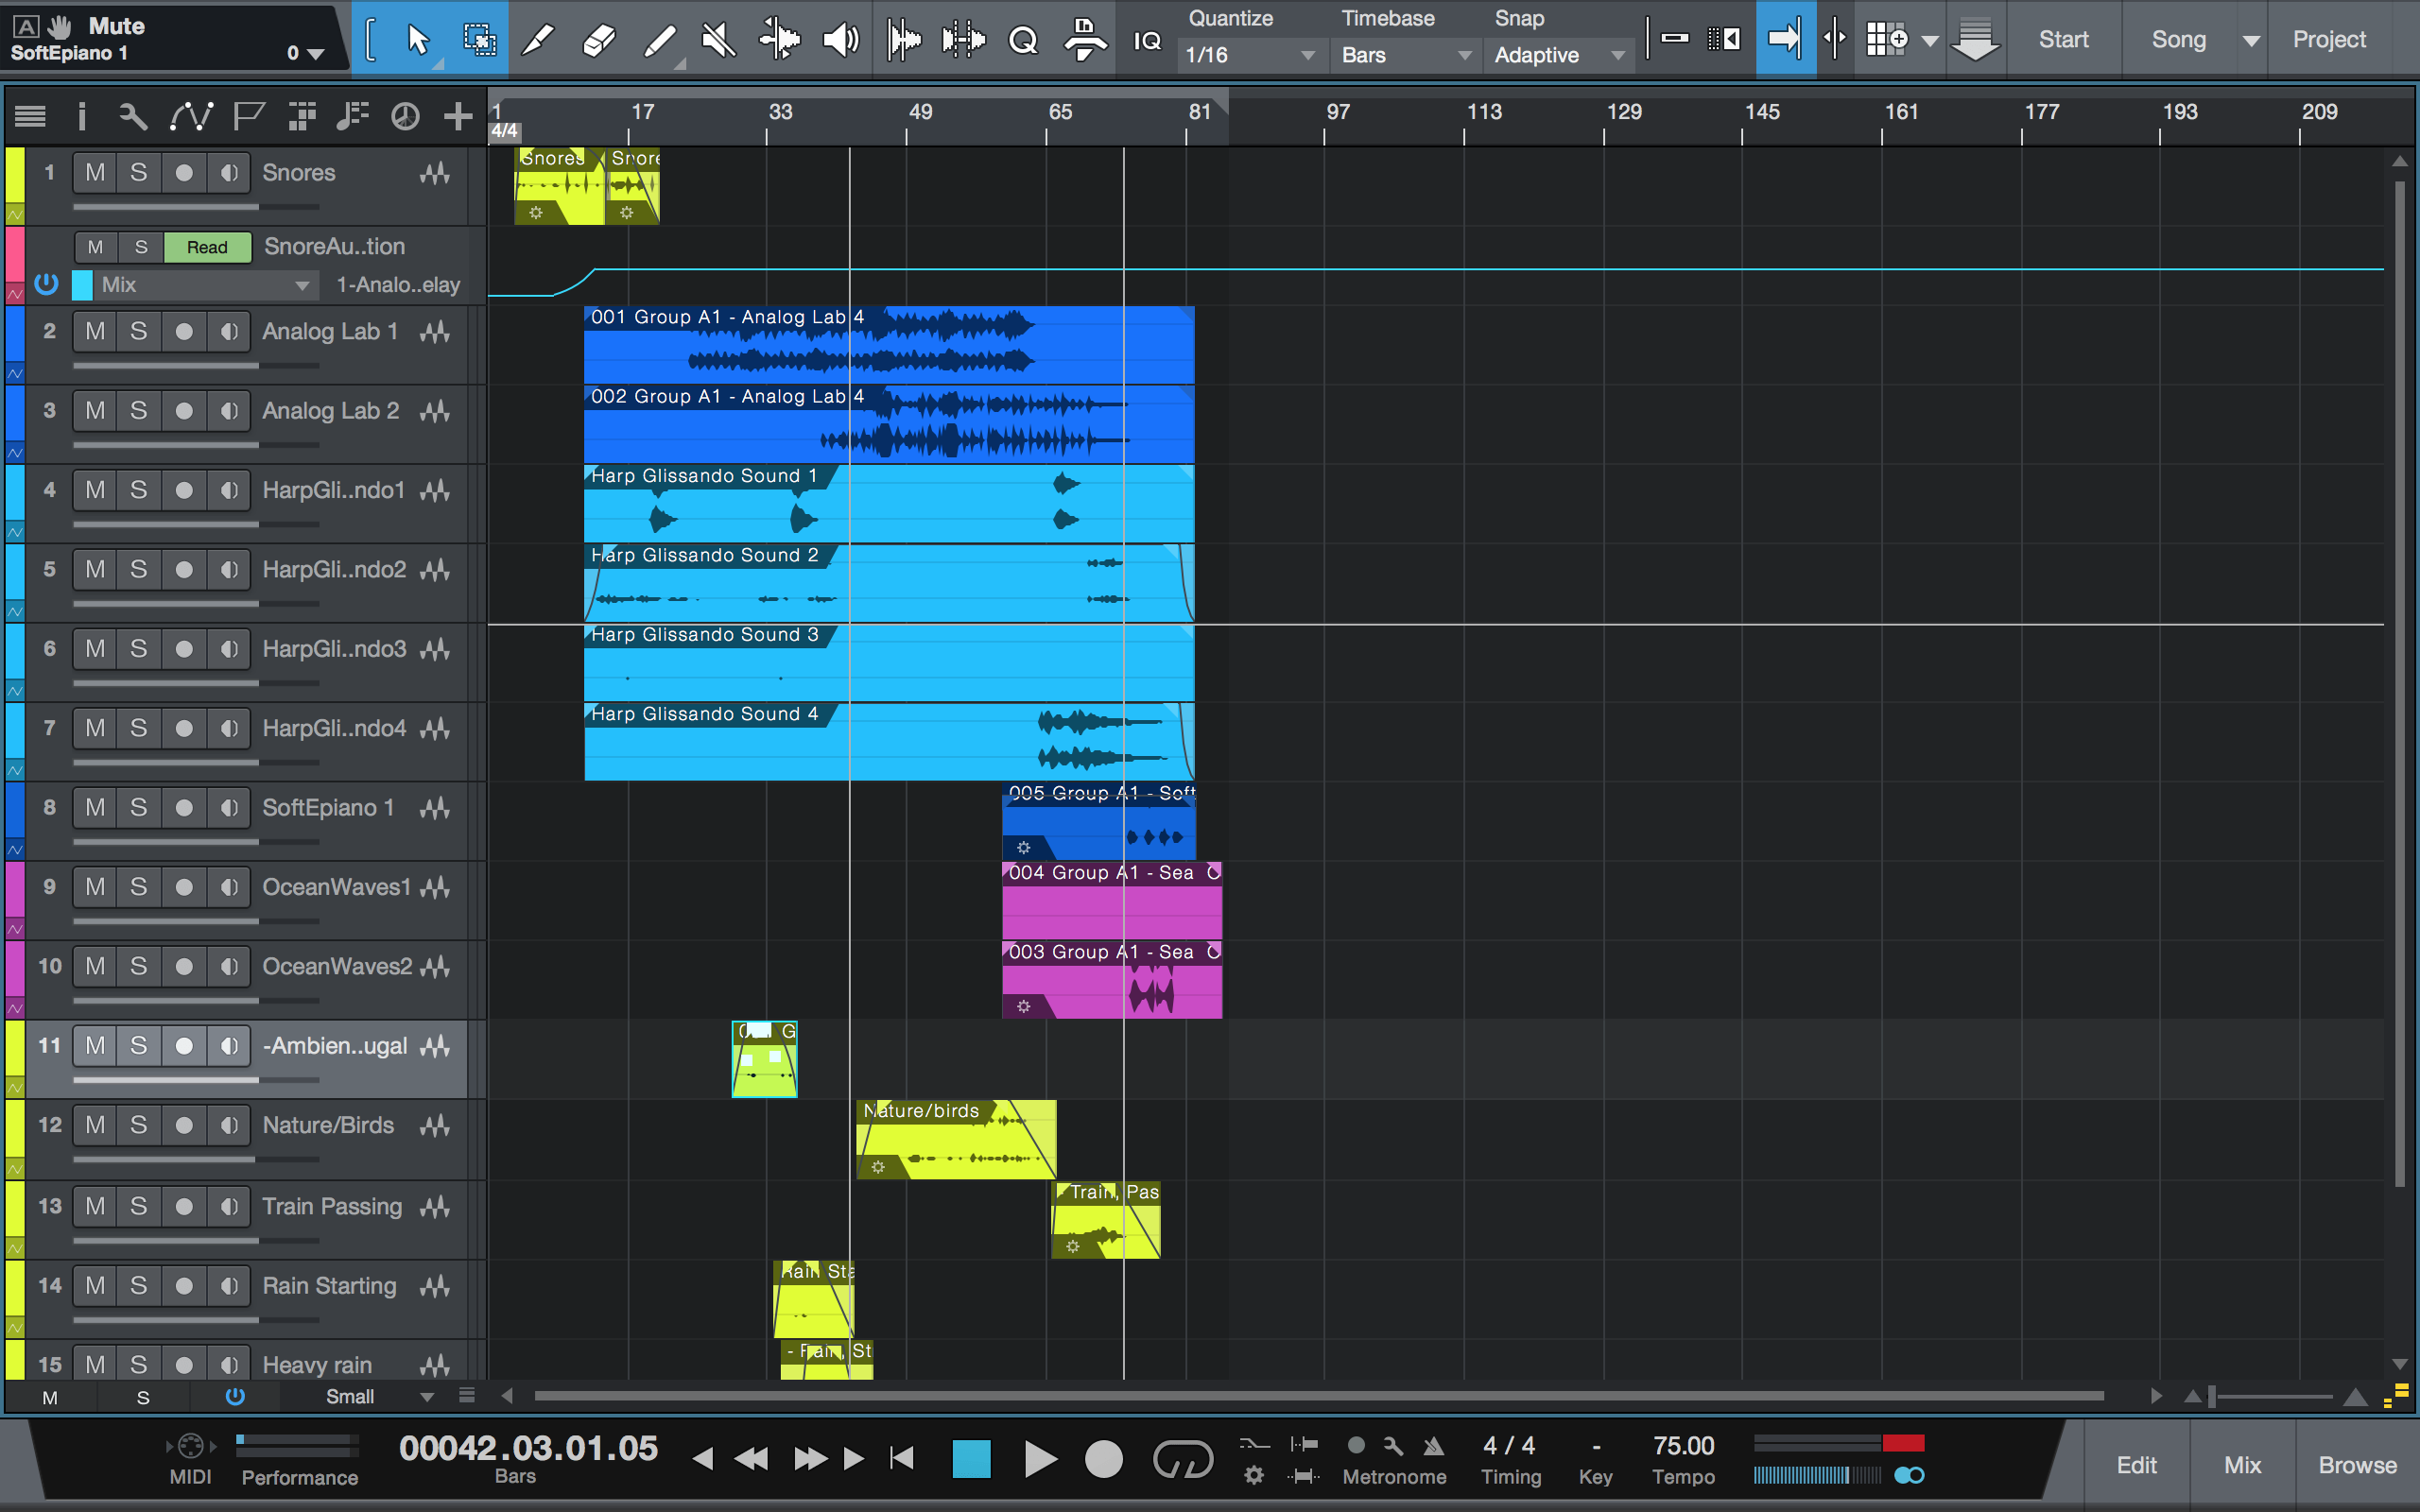 A Mute
SoftEpiano 1 0
IQ
Quantize Timebase Snap
1/16 Bars Adaptive
Start Song Project
1 17 33 49 65 81 97 113 129 145 161 177 193 209
4/4
1 M S Snores
Snores Snore
M S Read SnoreAu..tion
Mix 1-Analo..elay
2 M S Analog Lab 1
001 Group A1 - Analog Lab 4
3 M S Analog Lab 2
002 Group A1 - Analog Lab 4
4 M S HarpGli..ndo1
Harp Glissando Sound 1
5 M S HarpGli..ndo2
Harp Glissando Sound 2
6 M S HarpGli..ndo3
Harp Glissando Sound 3
7 M S HarpGli..ndo4
Harp Glissando Sound 4
8 M S SoftEpiano 1
005 Group A1 - Soft
9 M S OceanWaves1
004 Group A1 - Sea
10 M S OceanWaves2
003 Group A1 - Sea
11 M S -Ambien..ugal
G
12 M S Nature/Birds
Nature/birds
13 M S Train Passing
Train, Pas
14 M S Rain Starting
Rain Sta
15 M S Heavy rain
- Rain, St
M S Small
MIDI Performance
00042.03.01.05
Bars
Metronome
4 / 4
Timing
-
Key
75.00
Tempo
Edit Mix Browse